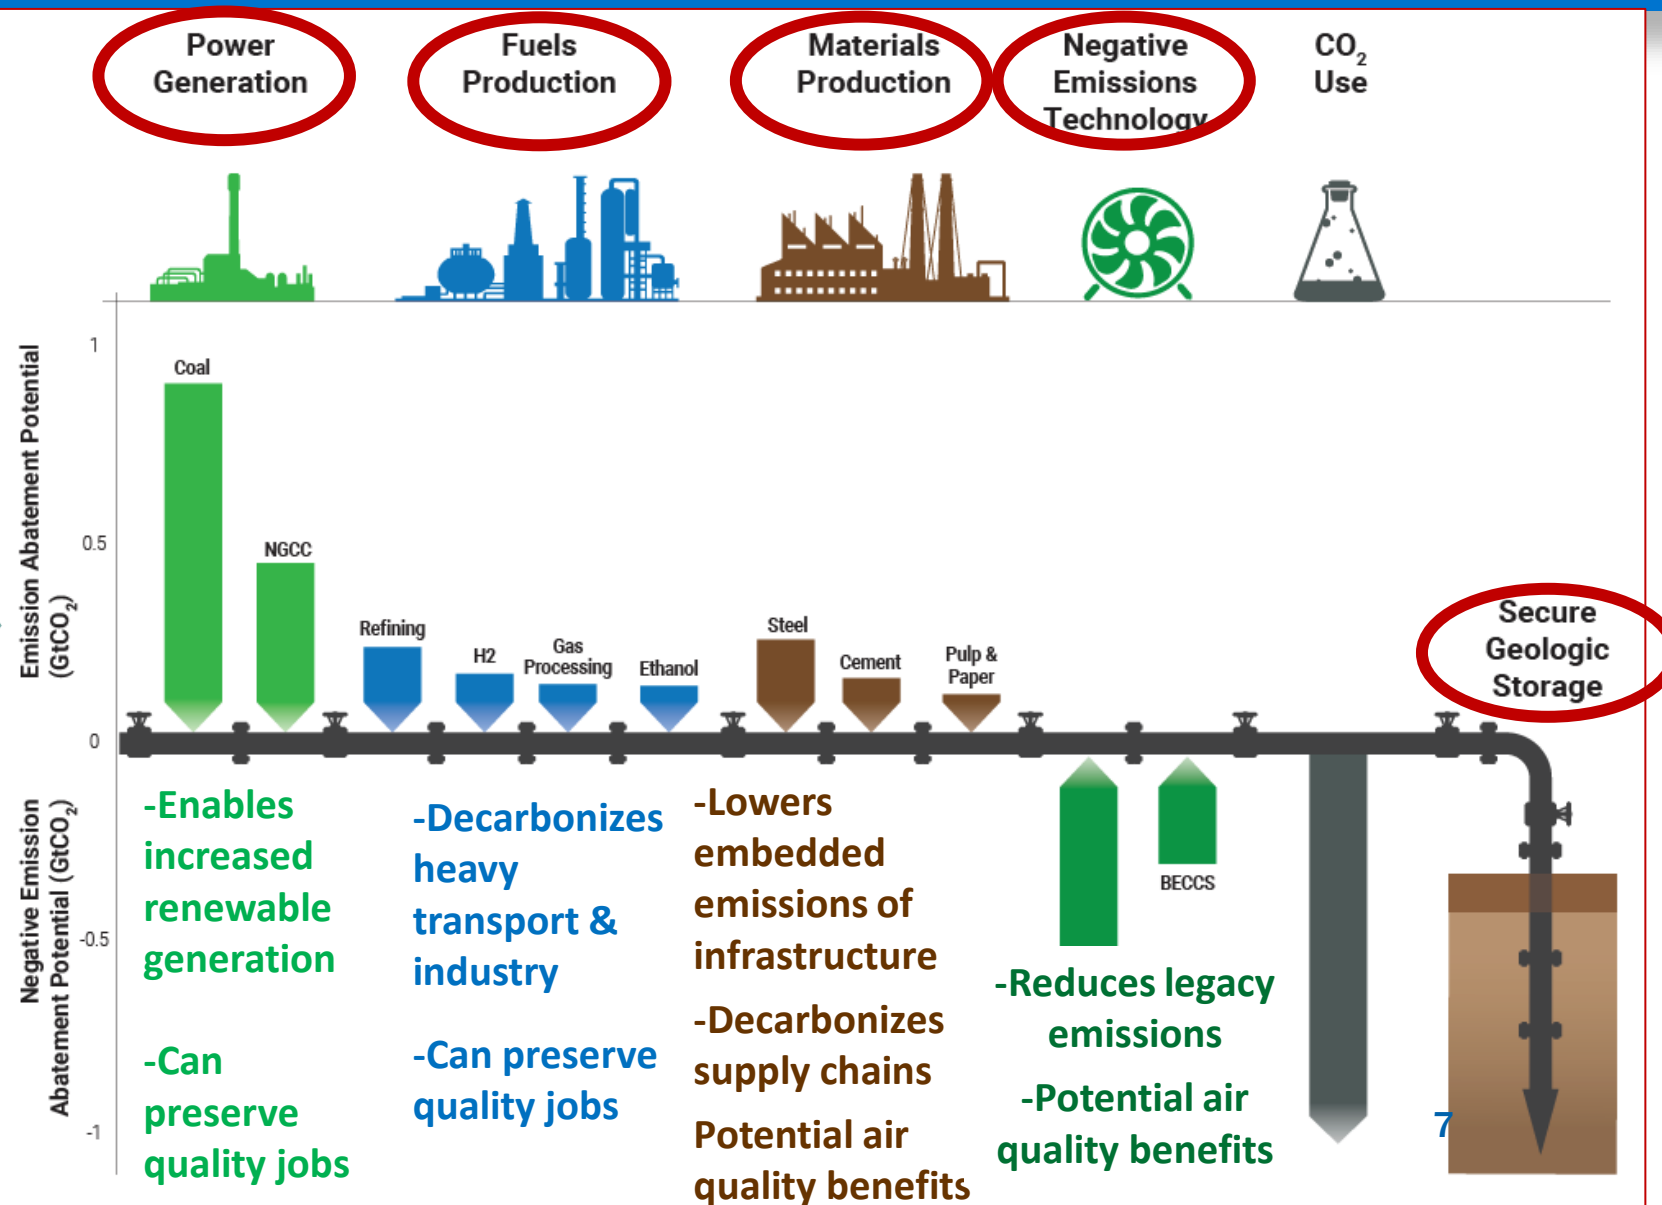 Power
Generation
Fuels
Production
Materials
Production
Negative
Emissions
Technology
CO₂
Use
Emission Abatement Potential
(GtCO₂)
1
0.5
0
-0.5
-1
Negative Emission
Abatement Potential (GtCO₂)
Coal
NGCC
Refining
H2
Gas
Processing
Ethanol
Steel
Cement
Pulp &
Paper
BECCS
Secure
Geologic
Storage
-Enables
increased
renewable
generation
-Can
preserve
quality jobs
-Decarbonizes
heavy
transport &
industry
-Can preserve
quality jobs
-Lowers
embedded
emissions of
infrastructure
-Decarbonizes
supply chains
Potential air
quality benefits
-Reduces legacy
emissions
-Potential air
quality benefits
7